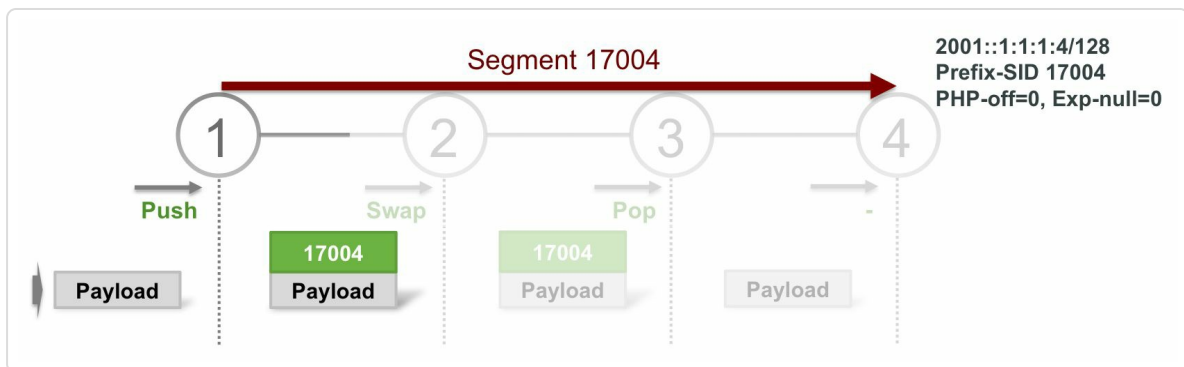 Segment 17004
2001::1:1:1:4/128
Prefix-SID 17004
PHP-off=0, Exp-null=0
1
2
3
4
Push
Swap
Pop
-
17004
17004
Payload
Payload
Payload
Payload